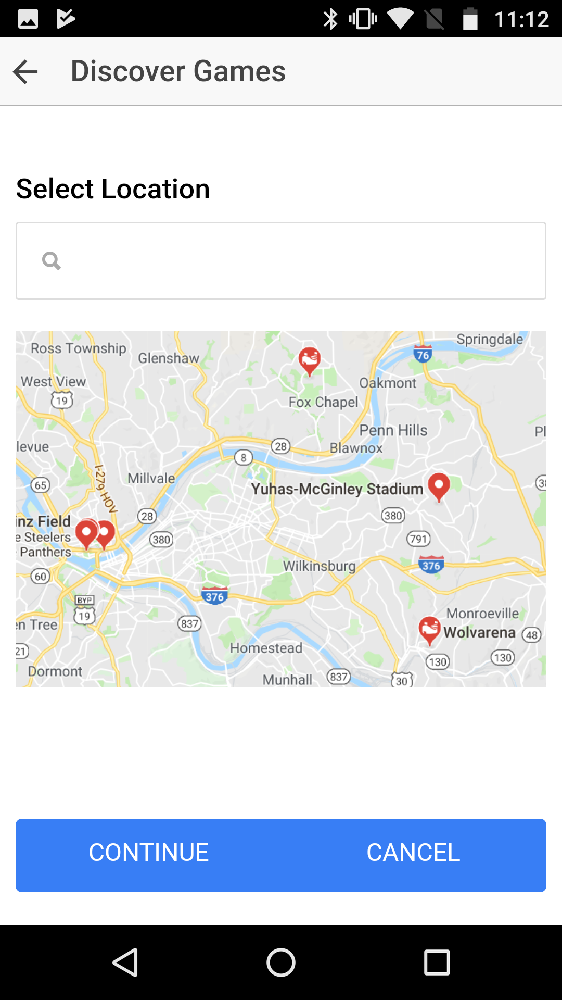 11:12
Discover Games
Select Location
Springdale
Ross Township
Glenshaw
76
West View
Oakmont
19
Fox Chapel
Penn Hills
Pl
levue
28
Blawnox
8
I-279 HOV
Millvale
65
Yuhas-McGinley Stadium
28
380
inz Field
e Steelers
380
791
Panthers
Wilkinsburg
376
60
376
BYP
19
Monroeville
en Tree
837
Wolvarena
48
21
Homestead
130
130
Dormont
Munhall
837
30
CONTINUE
CANCEL